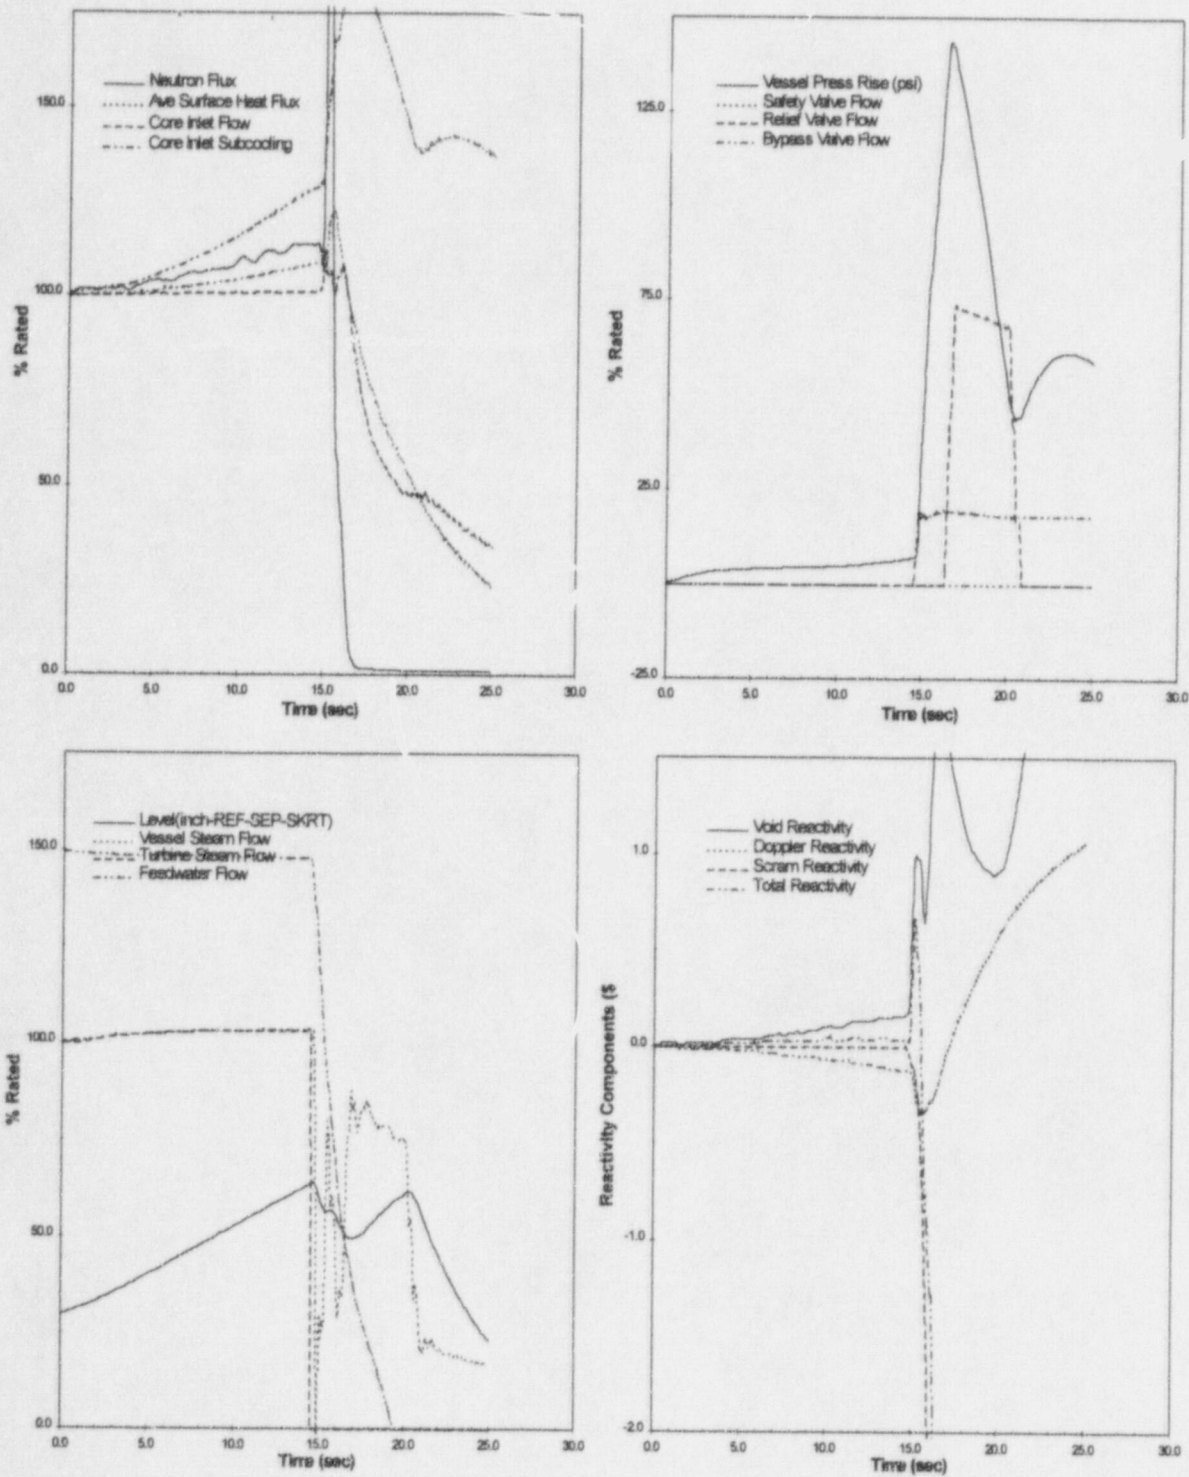 Neutron Flux
Ave Surface Heat Flux
Core Inlet Flow
Core Inlet Subcooling
150.0
100.0
50.0
0.0
% Rated
0.0 5.0 10.0 15.0 20.0 25.0 30.0
Time (sec)
Vessel Press Rise (psi)
Safety Valve Flow
Relief Valve Flow
Bypass Valve Flow
125.0
75.0
25.0
-25.0
% Rated
0.0 5.0 10.0 15.0 20.0 25.0 30.0
Time (sec)
Level(inch-REF-SEP-SKRT)
Vessel Steam Flow
Turbine Steam Flow
Feedwater Flow
150.0
100.0
50.0
0.0
% Rated
0.0 5.0 10.0 15.0 20.0 25.0 30.0
Time (sec)
Void Reactivity
Doppler Reactivity
Scram Reactivity
Total Reactivity
1.0
0.0
-1.0
-2.0
Reactivity Components ($
0.0 5.0 10.0 15.0 20.0 25.0 30.0
Time (sec)